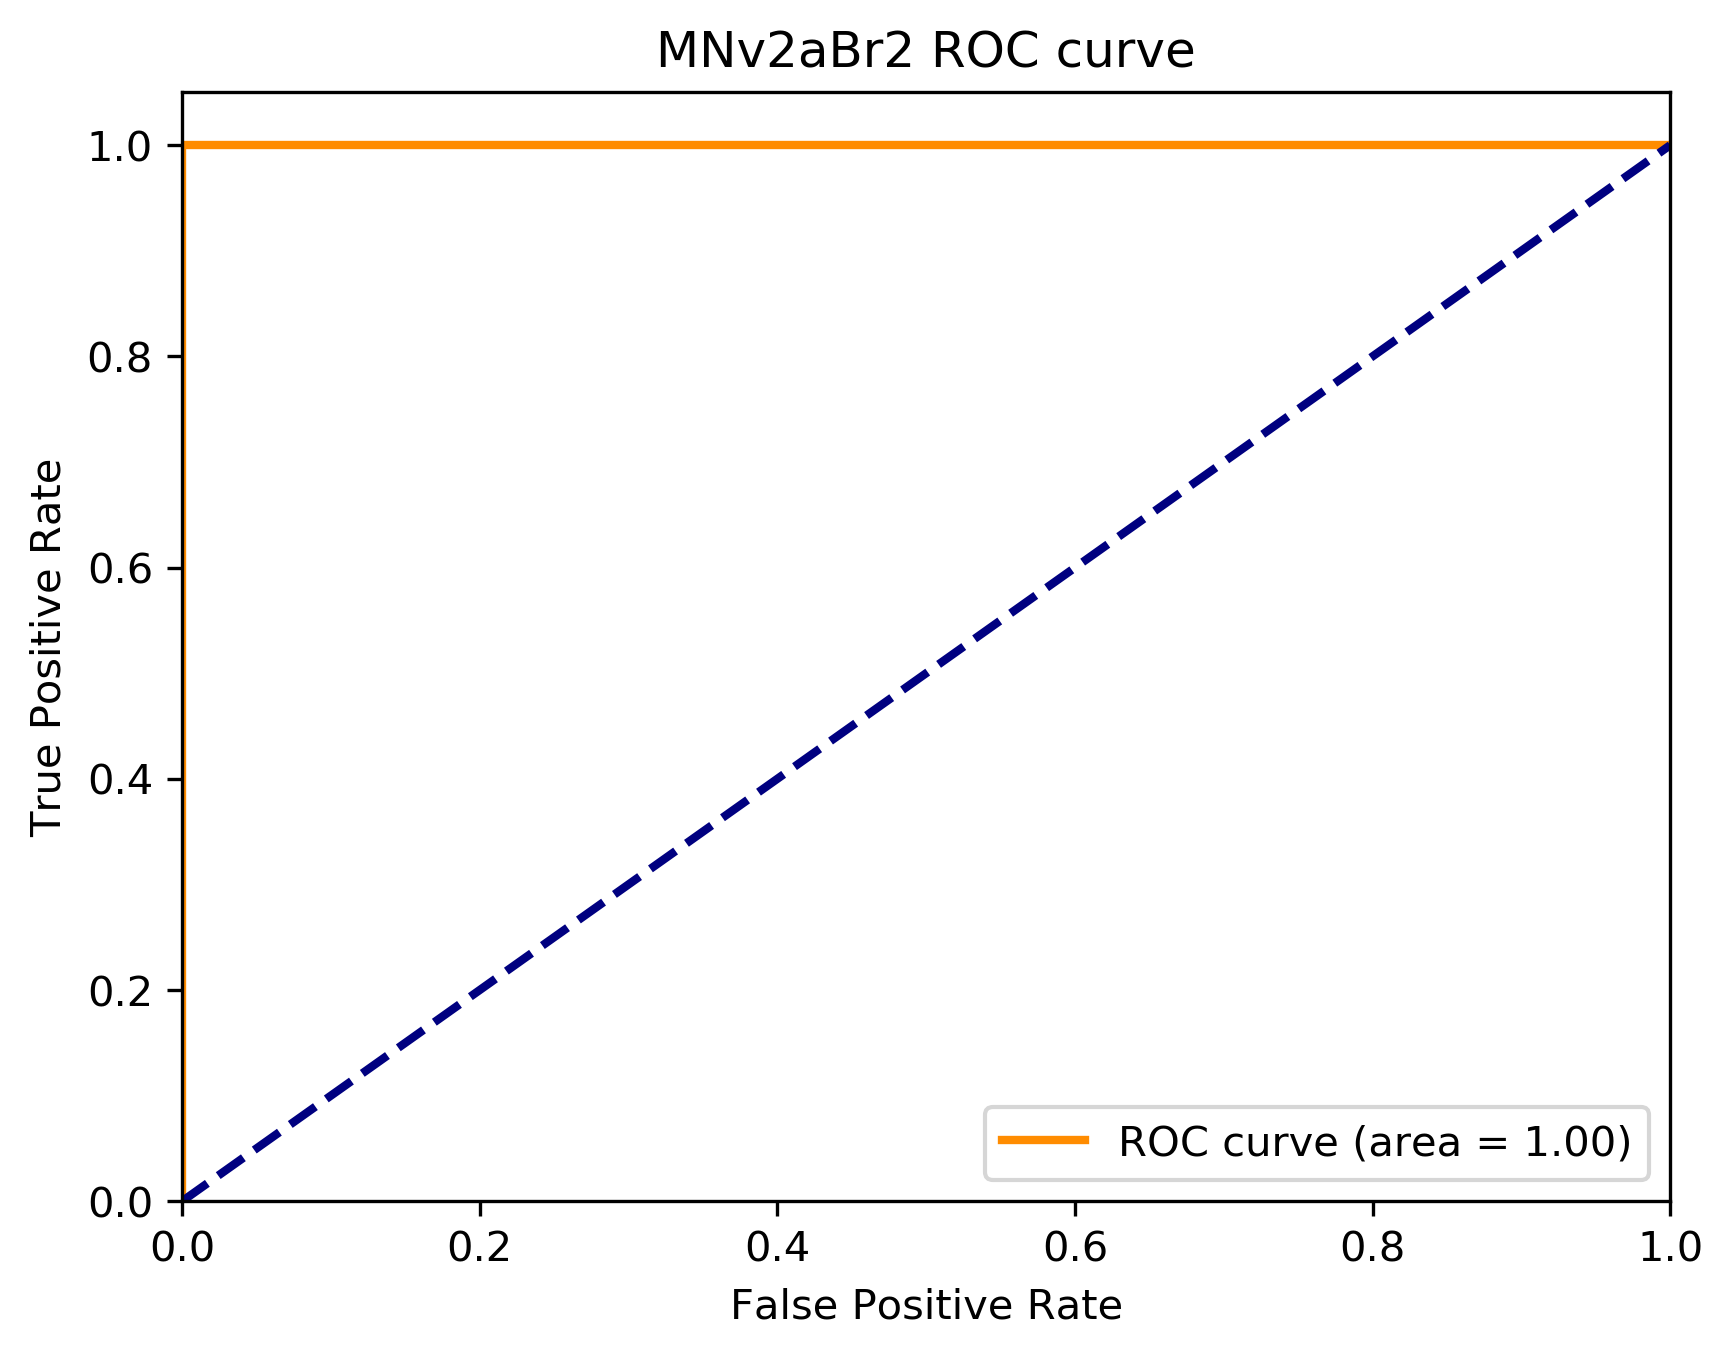 MNv2aBr2 ROC curve
1.0
0.8
0.6
0.4
0.2
0.0
True Positive Rate
ROC curve (area = 1.00)
0.0 0.2 0.4 0.6 0.8 1.0
False Positive Rate